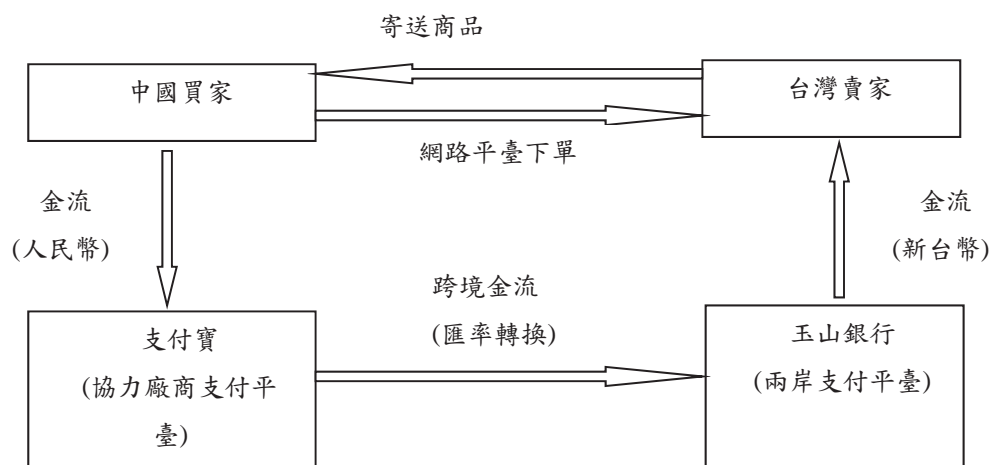 寄送商品
中國買家
台灣賣家
網路平臺下單
金流
(人民幣)
金流
(新台幣)
跨境金流
(匯率轉換)
支付寶
(協力廠商支付平
臺)
玉山銀行
(兩岸支付平臺)